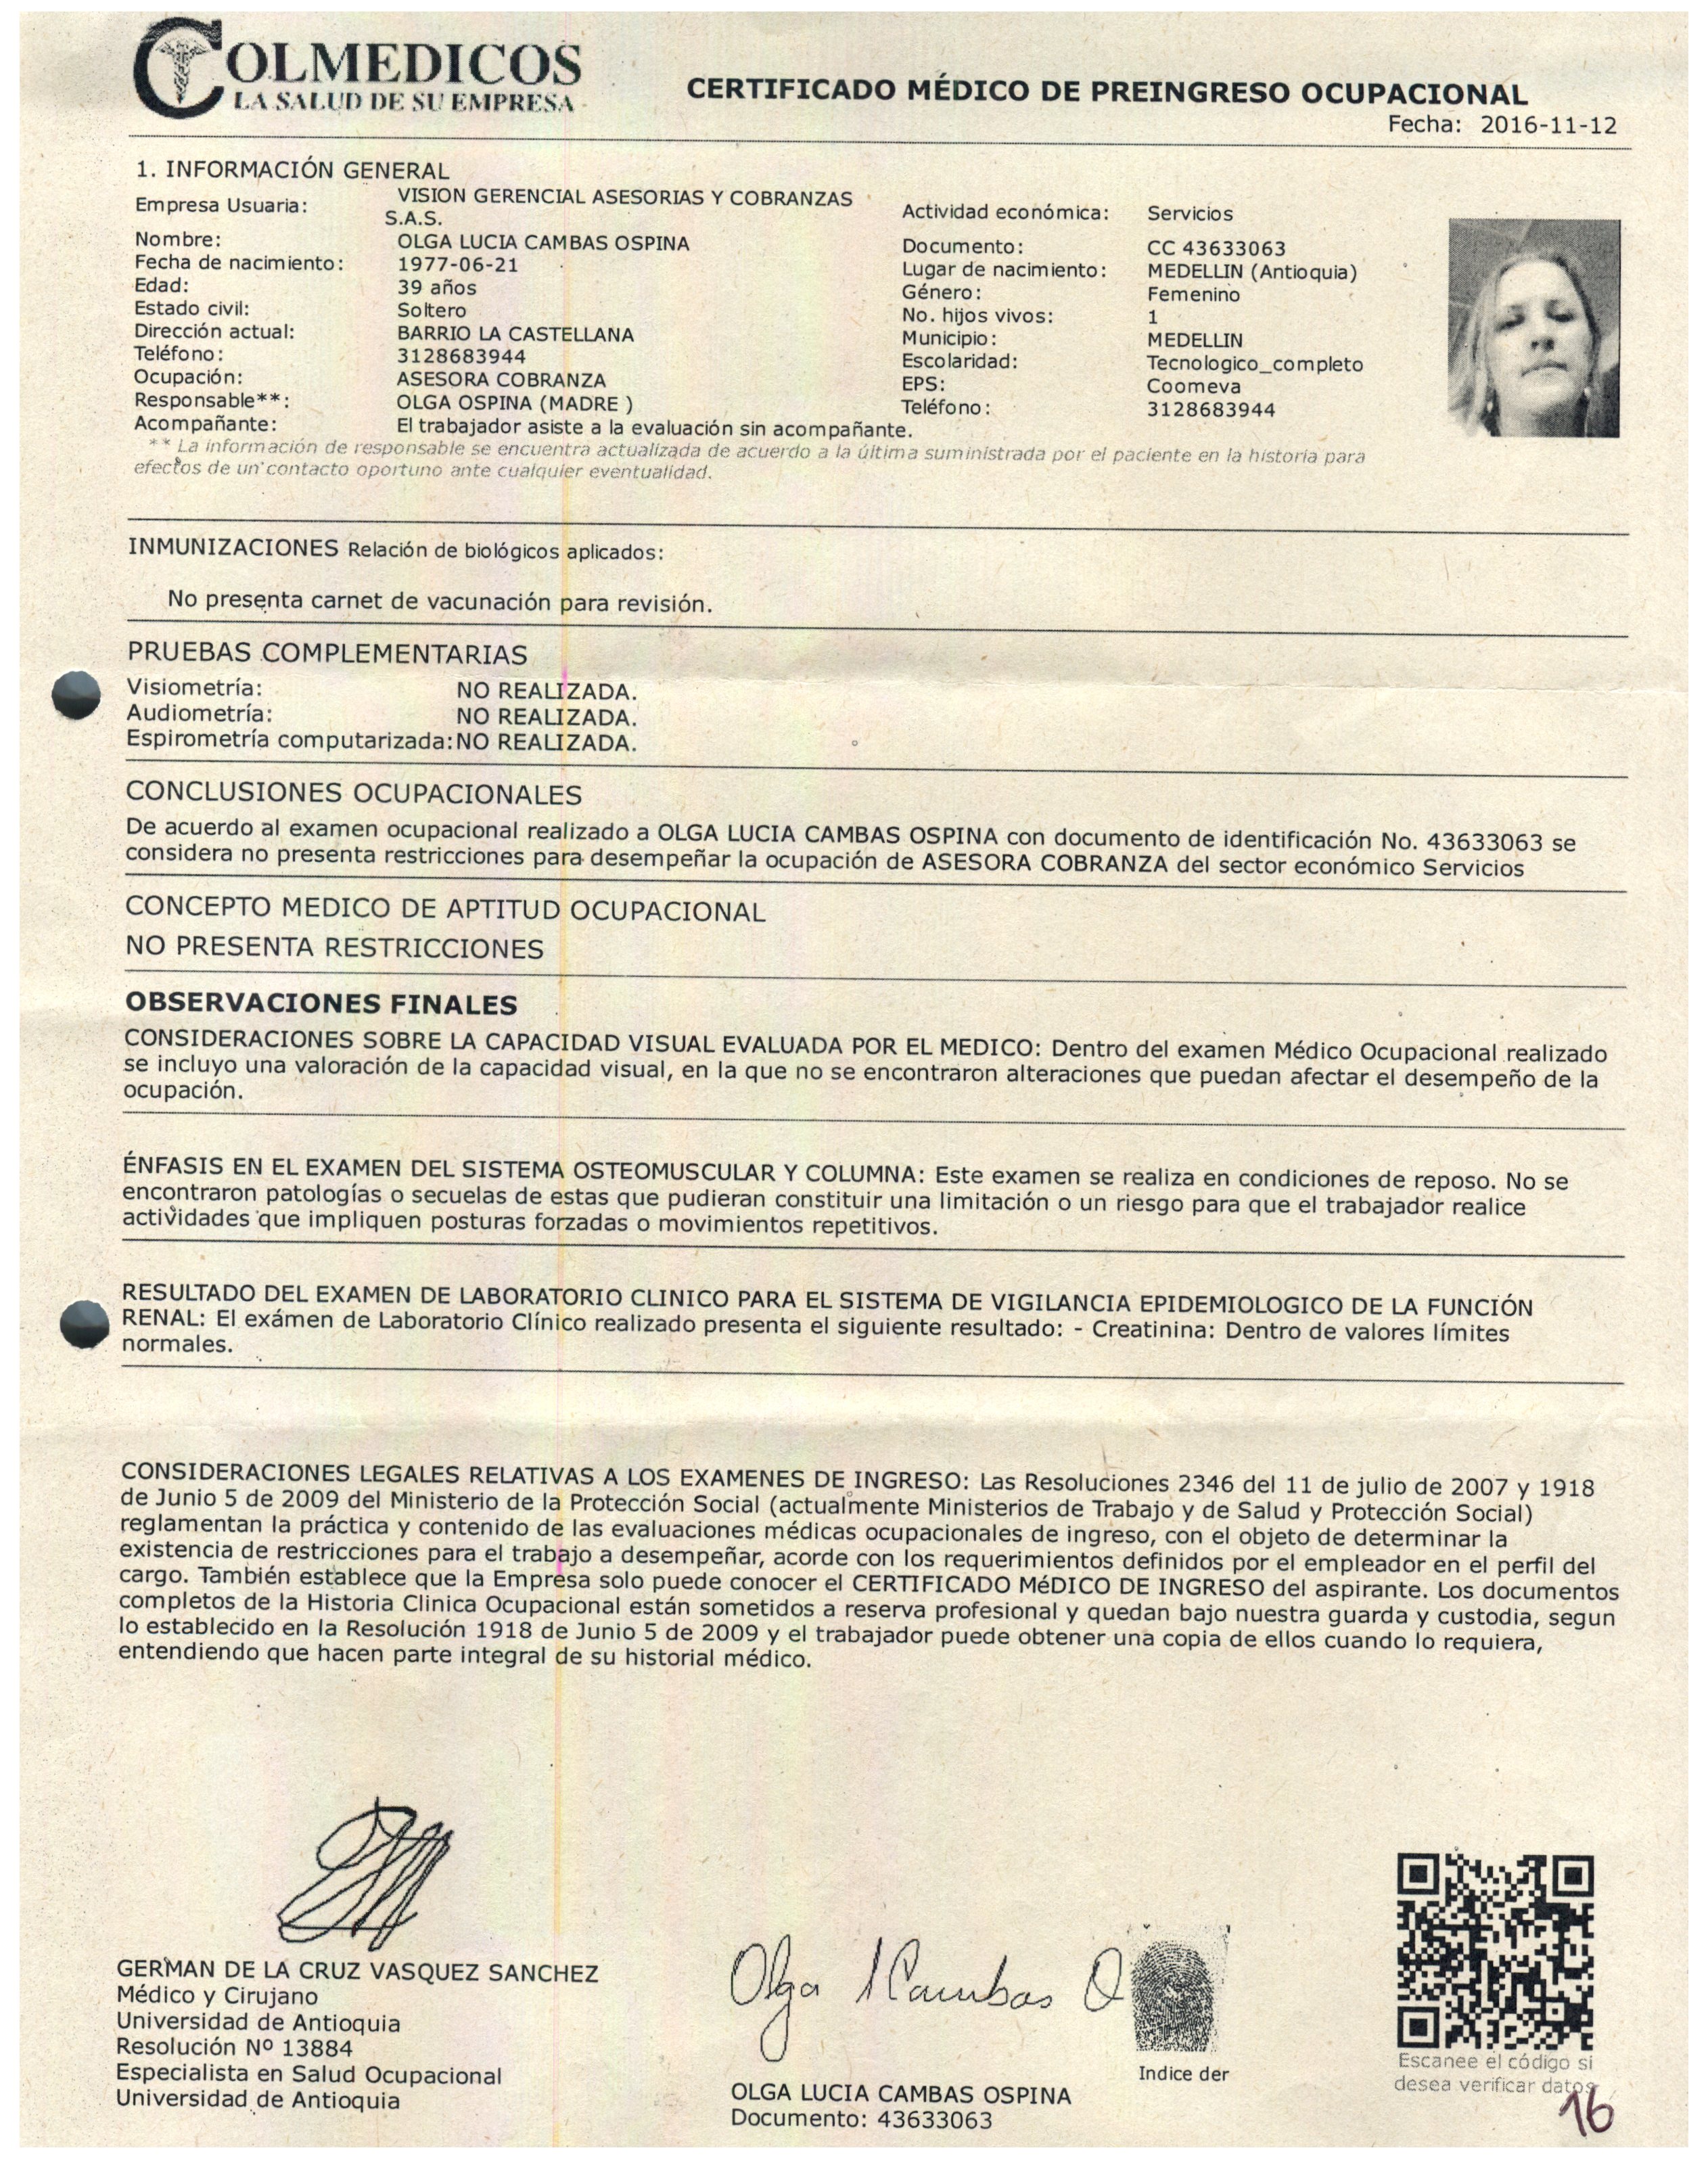 COLMEDICOS
LA SALUD DE SU EMPRESA
CERTIFICADO MÉDICO DE PREINGRESO OCUPACIONAL
Fecha: 2016-11-12
1. INFORMACIÓN GENERAL
Empresa Usuaria: VISION GERENCIAL ASESORIAS Y COBRANZAS S.A.S.
Actividad económica: Servicios
Nombre: OLGA LUCIA CAMBAS OSPINA
Documento: CC 43633063
Fecha de nacimiento: 1977-06-21
Lugar de nacimiento: MEDELLIN (Antioquia)
Edad: 39 años
Género: Femenino
Estado civil: Soltero
No. hijos vivos: 1
Dirección actual: BARRIO LA CASTELLANA
Municipio: MEDELLIN
Teléfono: 3128683944
Escolaridad: Tecnologico_completo
Ocupación: ASESORA COBRANZA
EPS: Coomeva
Responsable**: OLGA OSPINA (MADRE )
Teléfono: 3128683944
Acompañante: El trabajador asiste a la evaluación sin acompañante.
** La información de responsable se encuentra actualizada de acuerdo a la última suministrada por el paciente en la historia para
efectos de un contacto oportuno ante cualquier eventualidad.
INMUNIZACIONES Relación de biológicos aplicados:
No presenta carnet de vacunación para revisión.
PRUEBAS COMPLEMENTARIAS
Visiometría: NO REALIZADA.
Audiometría: NO REALIZADA.
Espirometría computarizada: NO REALIZADA.
CONCLUSIONES OCUPACIONALES
De acuerdo al examen ocupacional realizado a OLGA LUCIA CAMBAS OSPINA con documento de identificación No. 43633063 se
considera no presenta restricciones para desempeñar la ocupación de ASESORA COBRANZA del sector económico Servicios
CONCEPTO MEDICO DE APTITUD OCUPACIONAL
NO PRESENTA RESTRICCIONES
OBSERVACIONES FINALES
CONSIDERACIONES SOBRE LA CAPACIDAD VISUAL EVALUADA POR EL MEDICO: Dentro del examen Médico Ocupacional realizado
se incluyo una valoración de la capacidad visual, en la que no se encontraron alteraciones que puedan afectar el desempeño de la
ocupación.
ÉNFASIS EN EL EXAMEN DEL SISTEMA OSTEOMUSCULAR Y COLUMNA: Este examen se realiza en condiciones de reposo. No se
encontraron patologías o secuelas de estas que pudieran constituir una limitación o un riesgo para que el trabajador realice
actividades que impliquen posturas forzadas o movimientos repetitivos.
RESULTADO DEL EXAMEN DE LABORATORIO CLINICO PARA EL SISTEMA DE VIGILANCIA EPIDEMIOLOGICO DE LA FUNCIÓN
RENAL: El exámen de Laboratorio Clínico realizado presenta el siguiente resultado: - Creatinina: Dentro de valores límites
normales.
CONSIDERACIONES LEGALES RELATIVAS A LOS EXAMENES DE INGRESO: Las Resoluciones 2346 del 11 de julio de 2007 y 1918
de Junio 5 de 2009 del Ministerio de la Protección Social (actualmente Ministerios de Trabajo y de Salud y Protección Social)
reglamentan la práctica y contenido de las evaluaciones médicas ocupacionales de ingreso, con el objeto de determinar la
existencia de restricciones para el trabajo a desempeñar, acorde con los requerimientos definidos por el empleador en el perfil del
cargo. También establece que la Empresa solo puede conocer el CERTIFICADO MéDICO DE INGRESO del aspirante. Los documentos
completos de la Historia Clinica Ocupacional están sometidos a reserva profesional y quedan bajo nuestra guarda y custodia, segun
lo establecido en la Resolución 1918 de Junio 5 de 2009 y el trabajador puede obtener una copia de ellos cuando lo requiera,
entendiendo que hacen parte integral de su historial médico.
GERMAN DE LA CRUZ VASQUEZ SANCHEZ
Médico y Cirujano
Universidad de Antioquia
Resolución Nº 13884
Especialista en Salud Ocupacional
Universidad de Antioquia
Olga l Cambas O
Indice der
OLGA LUCIA CAMBAS OSPINA
Documento: 43633063
Escanee el código si
desea verificar datos
16